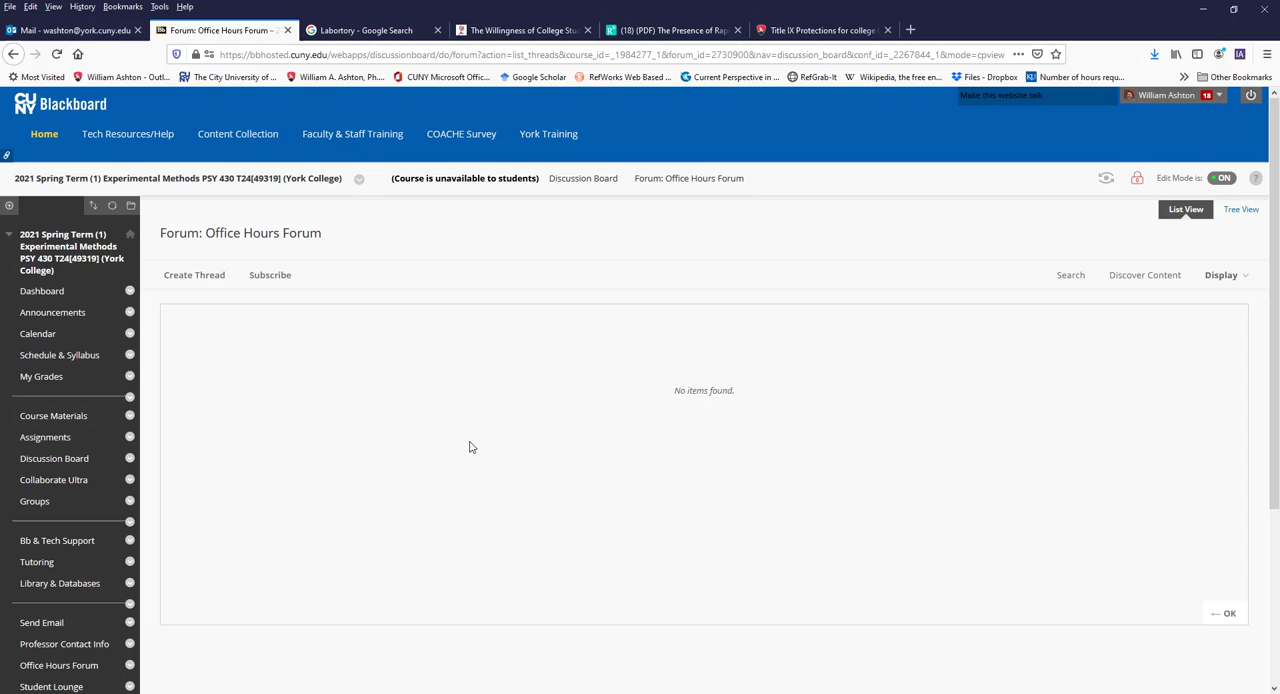 File Edit View History Bookmarks Tools Help
Mail - washton@york.cuny.edu
Forum: Office Hours Forum –
Labortory - Google Search
The Willingness of College Stu
(18) (PDF) The Presence of Rap
Title IX Protections for college
https://bbhosted.cuny.edu/webapps/discussionboard/do/forum?action=list_threads&course_id=_1984277_1&forum_id=2730900&nav=discussion_board&conf_id=_2267844_1&mode=cpview
Most Visited
William Ashton - Outl...
The City University of ...
William A. Ashton, Ph....
CUNY Microsoft Office...
Google Scholar
RefWorks Web Based ...
Current Perspective in ...
RefGrab-It
Wikipedia, the free en...
Files - Dropbox
Number of hours requ...
Other Bookmarks
CUNY Blackboard
Make this website talk
William Ashton 18
Home
Tech Resources/Help
Content Collection
Faculty & Staff Training
COACHE Survey
York Training
2021 Spring Term (1) Experimental Methods PSY 430 T24[49319] (York College)
(Course is unavailable to students)
Discussion Board
Forum: Office Hours Forum
Edit Mode is: ON ?
List View
Tree View
2021 Spring Term (1)
Experimental Methods
PSY 430 T24[49319] (York
College)
Dashboard
Announcements
Calendar
Schedule & Syllabus
My Grades
Course Materials
Assignments
Discussion Board
Collaborate Ultra
Groups
Bb & Tech Support
Tutoring
Library & Databases
Send Email
Professor Contact Info
Office Hours Forum
Student Lounge
Forum: Office Hours Forum
Create Thread
Subscribe
Search
Discover Content
Display
No items found.
← OK